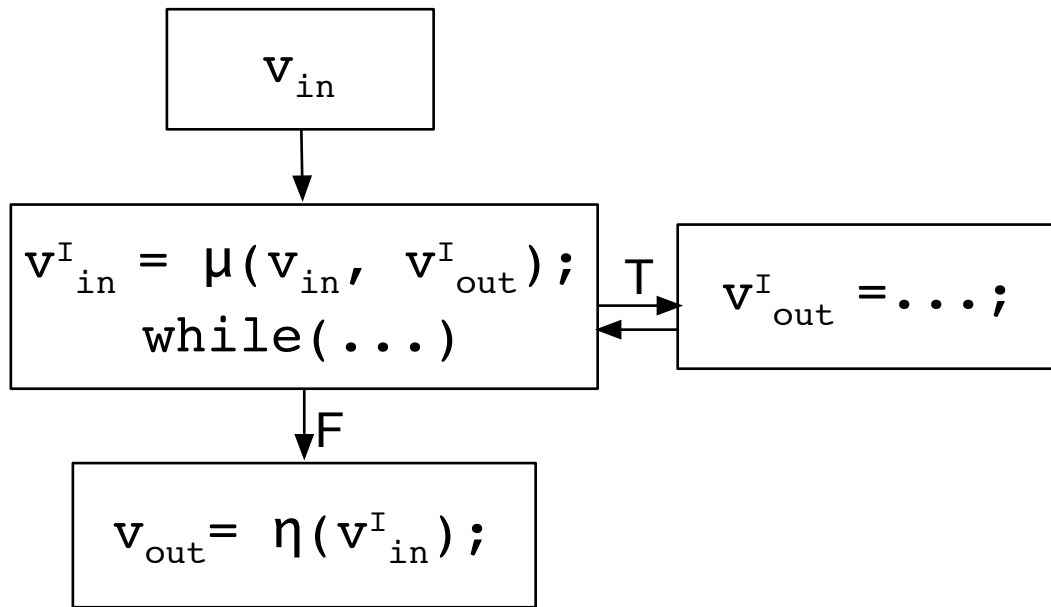 v_in
v^I_in = μ(v_in, v^I_out);
while(...)
T
v^I_out =...;
F
v_out= η(v^I_in);